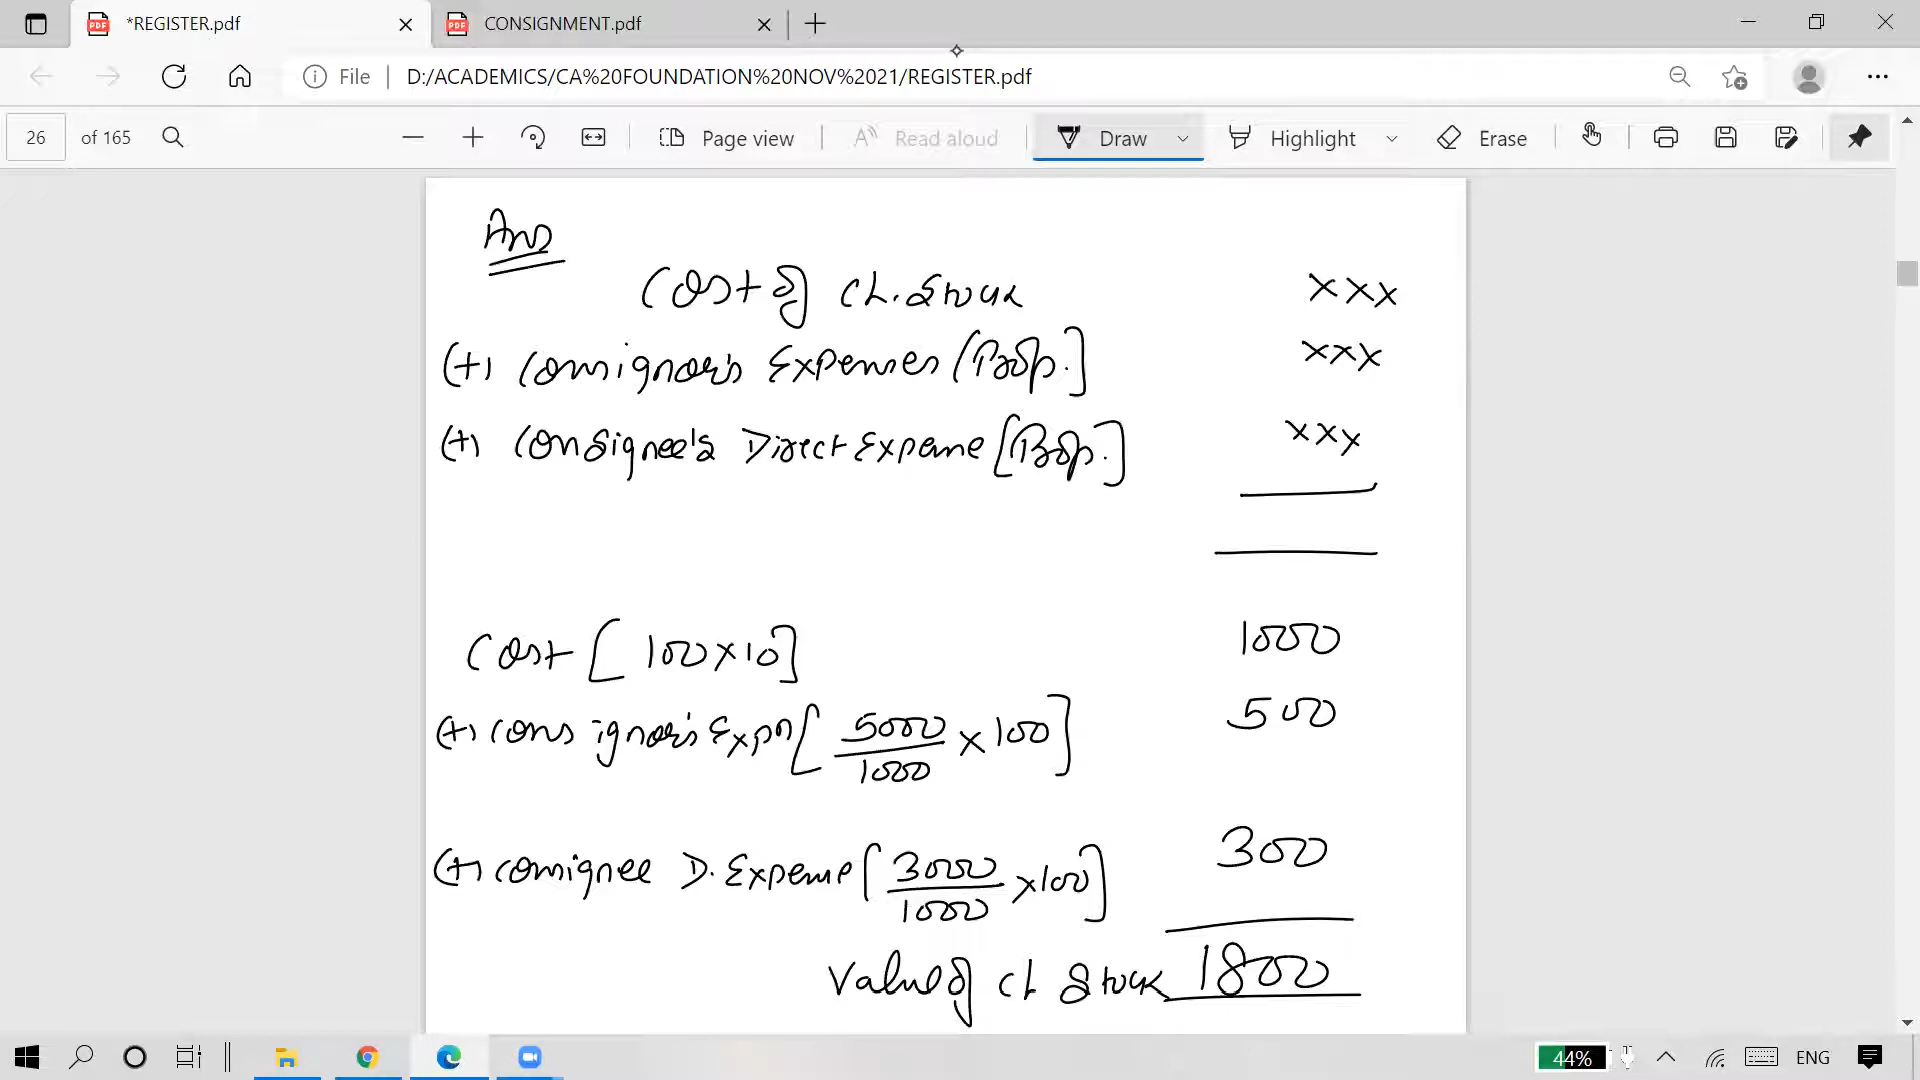 *REGISTER.pdf
CONSIGNMENT.pdf
File
D:/ACADEMICS/CA%20FOUNDATION%20NOV%2021/REGISTER.pdf
26 of 165
Page view
Read aloud
Draw
Highlight
Erase
Ans
Cost of cl. Stock xxx
(+) Consignor's Expenses [Prop.] xxx
(+) Consignee's Direct Expense [Prop.] xxx
Cost [100×10] 1000
(+) Consignor's Expn [5000/1000 ×100] 500
(+) Consignee D. Expense [3000/1000 ×100] 300
Value of cl Stock 1800
44%
ENG